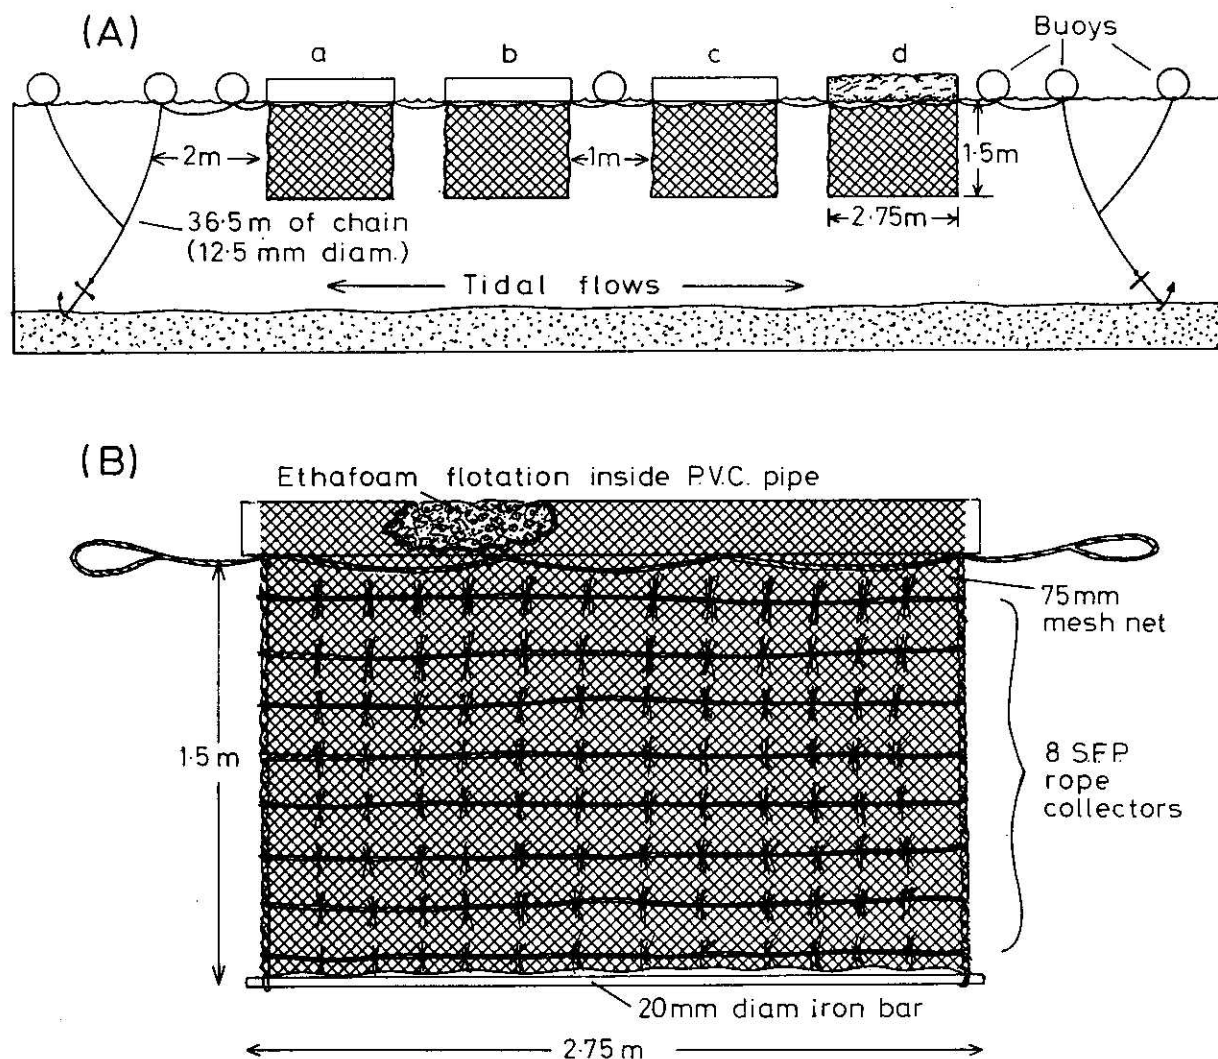 (A)
Buoys
a
b
c
d
2m
1m
1·5m
2·75m
36·5m of chain
(12·5 mm diam.)
Tidal flows
(B)
Ethafoam flotation inside P.V.C. pipe
75mm
mesh net
1·5 m
8 S.F.P.
rope
collectors
20mm diam iron bar
2·75 m